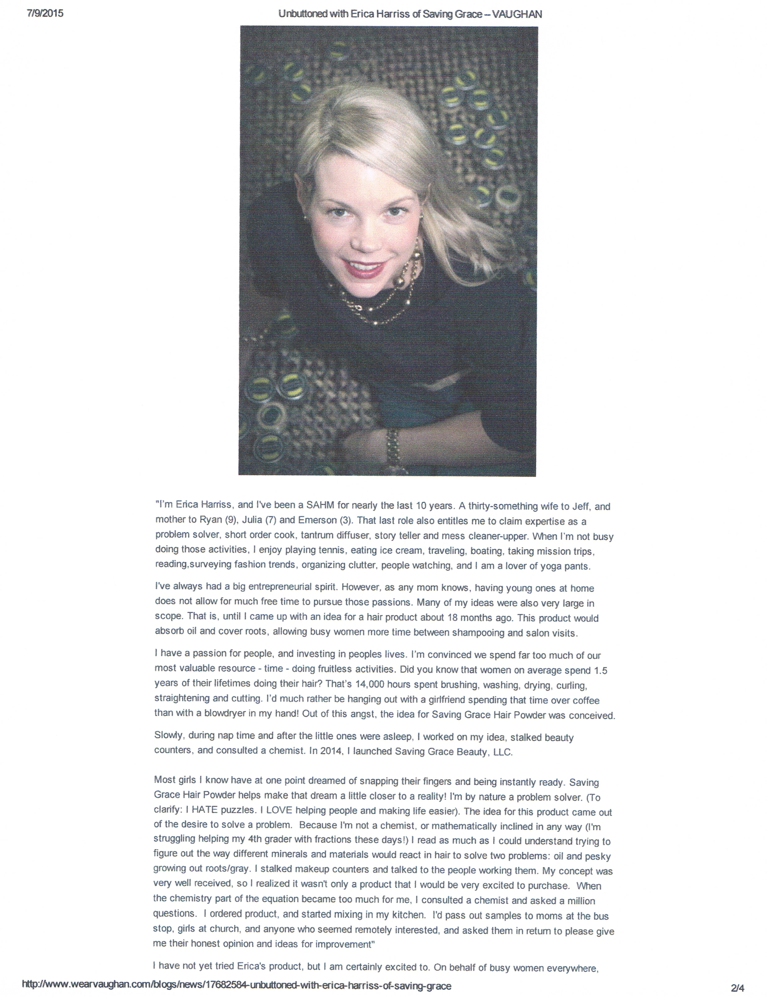 7/9/2015
Unbuttoned with Erica Harriss of Saving Grace – VAUGHAN
"I'm Erica Harriss, and I've been a SAHM for nearly the last 10 years. A thirty-something wife to Jeff, and
mother to Ryan (9), Julia (7) and Emerson (3). That last role also entitles me to claim expertise as a
problem solver, short order cook, tantrum diffuser, story teller and mess cleaner-upper. When I'm not busy
doing those activities, I enjoy playing tennis, eating ice cream, traveling, boating, taking mission trips,
reading,surveying fashion trends, organizing clutter, people watching, and I am a lover of yoga pants.
I've always had a big entrepreneurial spirit. However, as any mom knows, having young ones at home
does not allow for much free time to pursue those passions. Many of my ideas were also very large in
scope. That is, until I came up with an idea for a hair product about 18 months ago. This product would
absorb oil and cover roots, allowing busy women more time between shampooing and salon visits.
I have a passion for people, and investing in peoples lives. I'm convinced we spend far too much of our
most valuable resource - time - doing fruitless activities. Did you know that women on average spend 1.5
years of their lifetimes doing their hair? That's 14,000 hours spent brushing, washing, drying, curling,
straightening and cutting. I'd much rather be hanging out with a girlfriend spending that time over coffee
than with a blowdryer in my hand! Out of this angst, the idea for Saving Grace Hair Powder was conceived.
Slowly, during nap time and after the little ones were asleep, I worked on my idea, stalked beauty
counters, and consulted a chemist. In 2014, I launched Saving Grace Beauty, LLC.
Most girls I know have at one point dreamed of snapping their fingers and being instantly ready. Saving
Grace Hair Powder helps make that dream a little closer to a reality! I'm by nature a problem solver. (To
clarify: I HATE puzzles. I LOVE helping people and making life easier). The idea for this product came out
of the desire to solve a problem.  Because I'm not a chemist, or mathematically inclined in any way (I'm
struggling helping my 4th grader with fractions these days!) I read as much as I could understand trying to
figure out the way different minerals and materials would react in hair to solve two problems: oil and pesky
growing out roots/gray. I stalked makeup counters and talked to the people working them. My concept was
very well received, so I realized it wasn't only a product that I would be very excited to purchase.  When
the chemistry part of the equation became too much for me, I consulted a chemist and asked a million
questions.  I ordered product, and started mixing in my kitchen.  I'd pass out samples to moms at the bus
stop, girls at church, and anyone who seemed remotely interested, and asked them in return to please give
me their honest opinion and ideas for improvement"
I have not yet tried Erica's product, but I am certainly excited to. On behalf of busy women everywhere,
http://www.wearvaughan.com/blogs/news/17682584-unbuttoned-with-erica-harriss-of-saving-grace
2/4